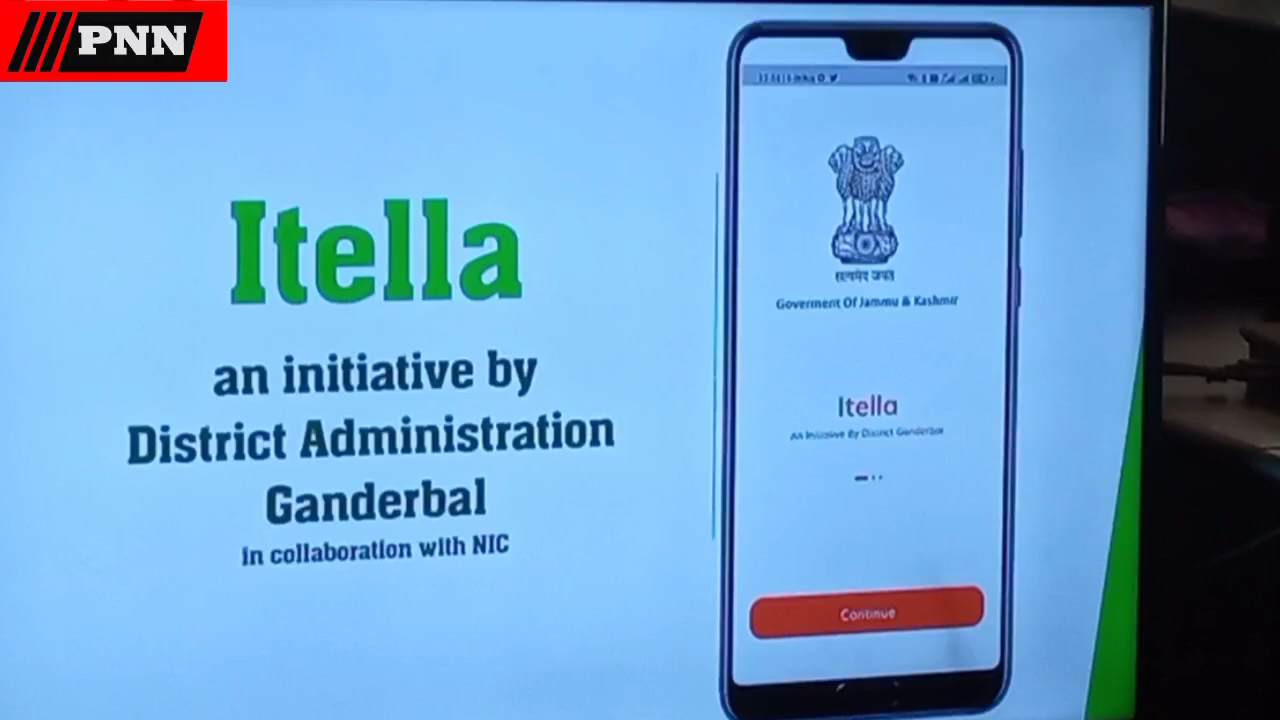 PNN
Itella
an initiative by
District Administration
Ganderbal
in collaboration with NIC
सत्यमेव जयते
Goverment Of Jammu & Kashmir
Itella
An Initiative By District Ganderbal
Continue